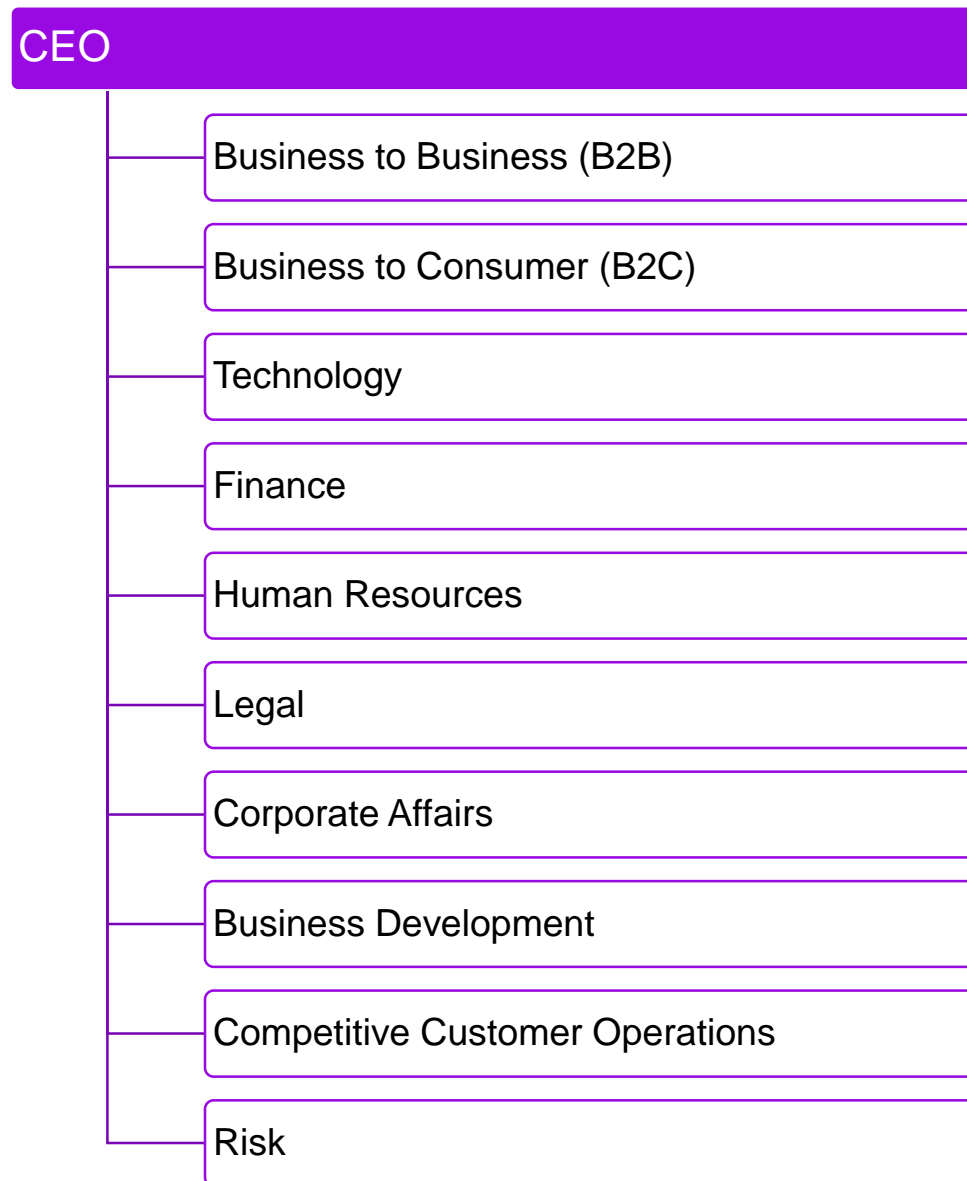 CEO
Business to Business (B2B)
Business to Consumer (B2C)
Technology
Finance
Human Resources
Legal
Corporate Affairs
Business Development
Competitive Customer Operations
Risk